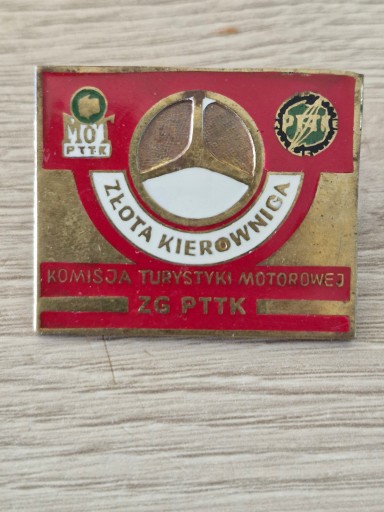 MOT
PTTK
PTTK
ZŁOTA KIEROWNICA
KOMISJA TURYSTYKI MOTOROWEJ
ZG PTTK